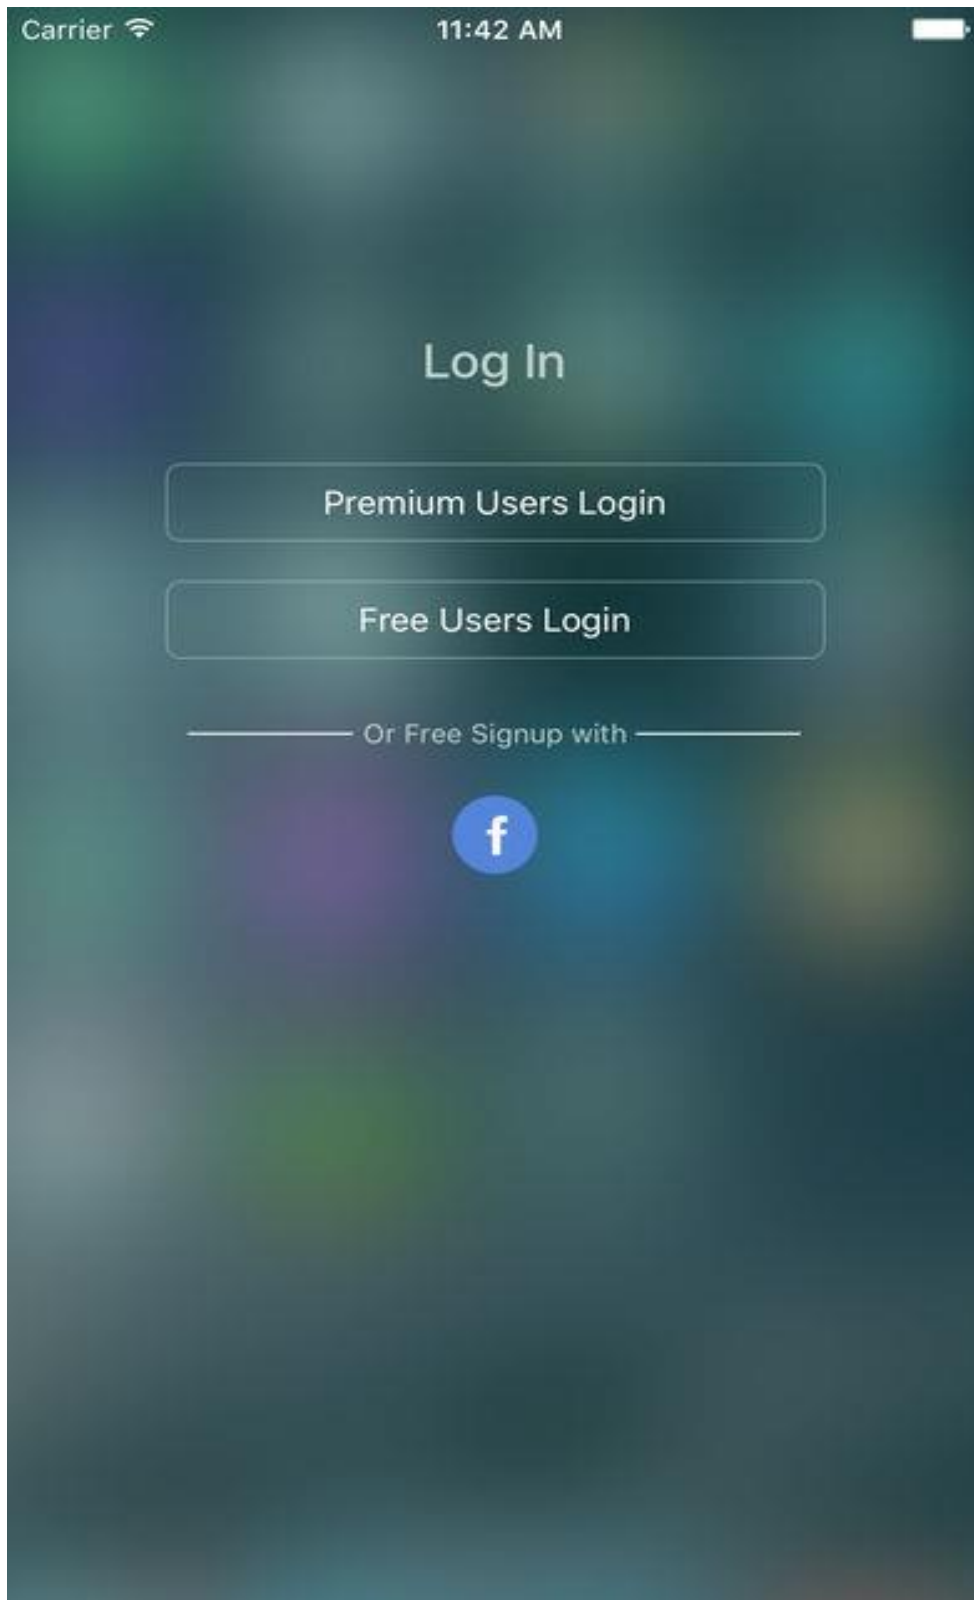 Carrier 11:42 AM
Log In
Premium Users Login
Free Users Login
Or Free Signup with
f